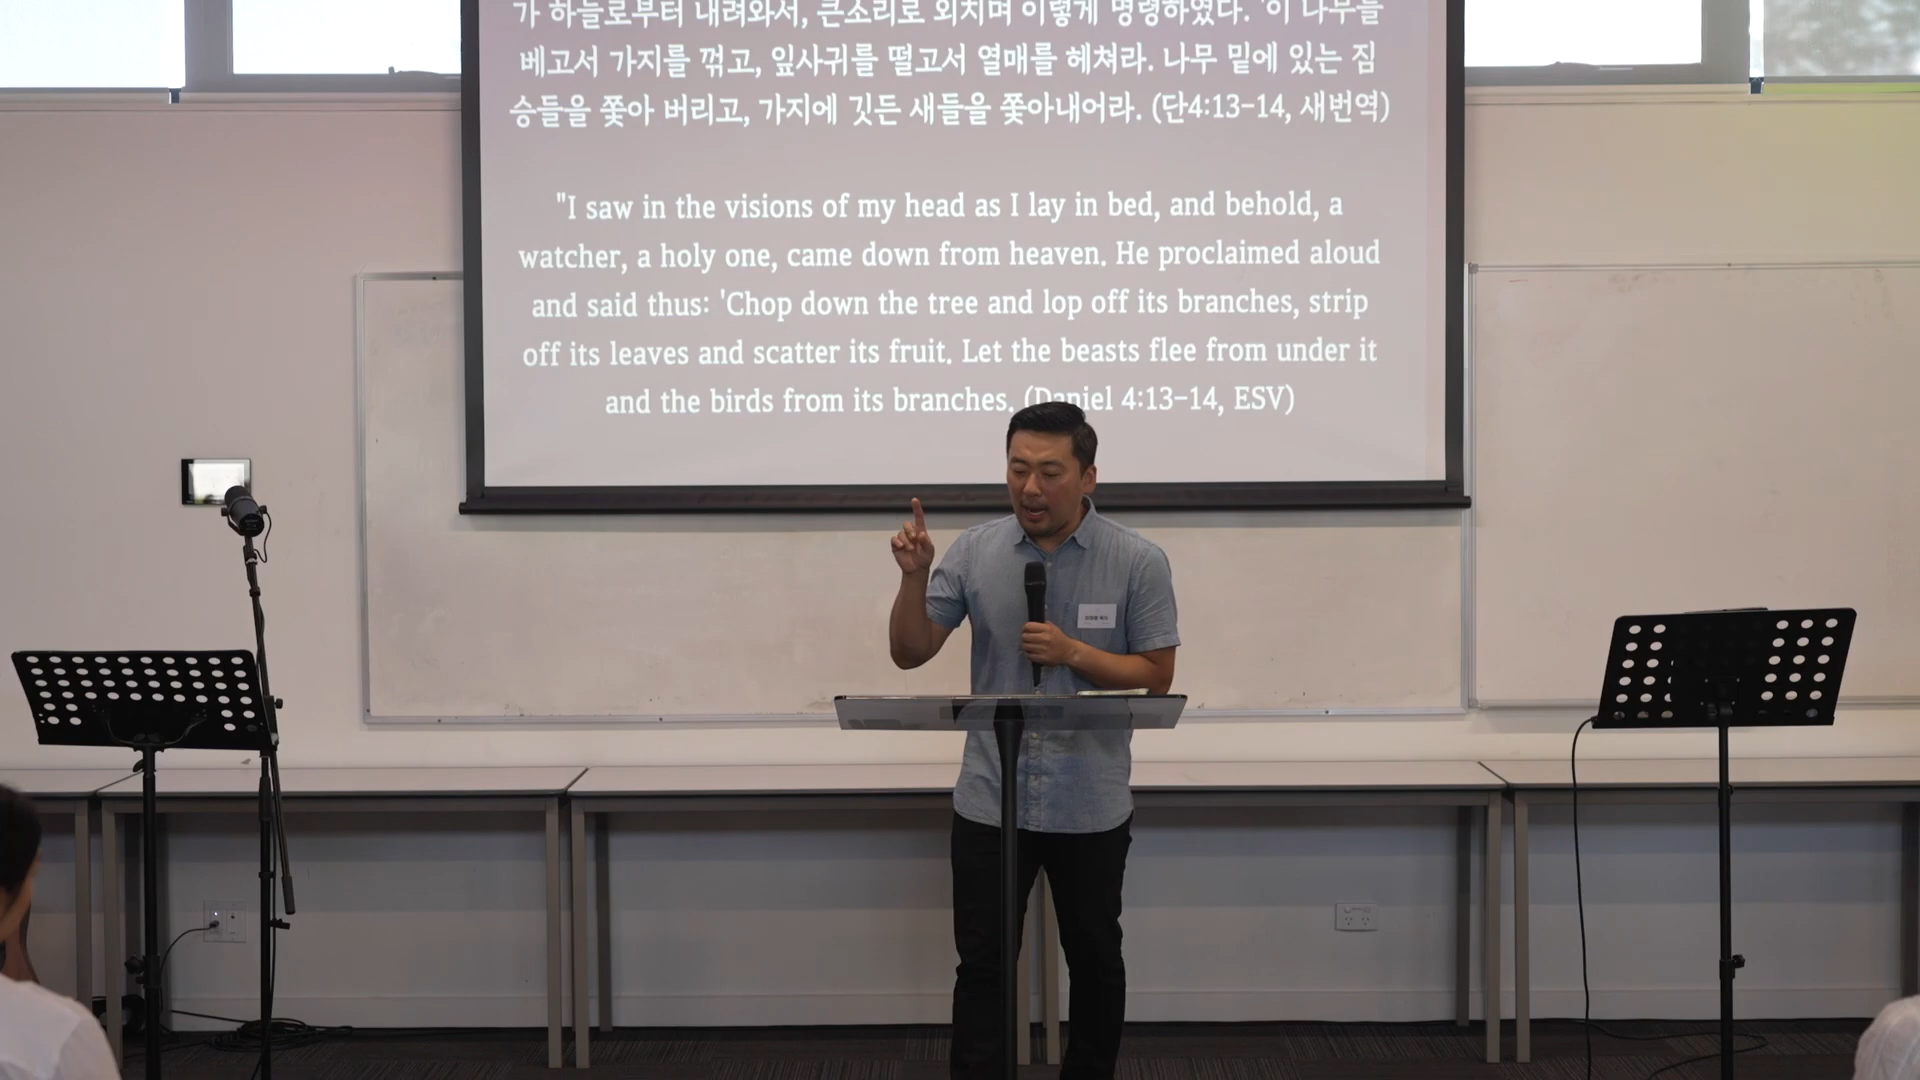 가 하늘로부터 내려와서, 큰소리로 외치며 이렇게 명령하였다. '이 나무를
베고서 가지를 꺾고, 잎사귀를 떨고서 열매를 헤쳐라. 나무 밑에 있는 짐
승들을 쫓아 버리고, 가지에 깃든 새들을 쫓아내어라. (단4:13-14, 새번역)
"I saw in the visions of my head as I lay in bed, and behold, a
watcher, a holy one, came down from heaven. He proclaimed aloud
and said thus: 'Chop down the tree and lop off its branches, strip
off its leaves and scatter its fruit. Let the beasts flee from under it
and the birds from its branches. (Daniel 4:13-14, ESV)